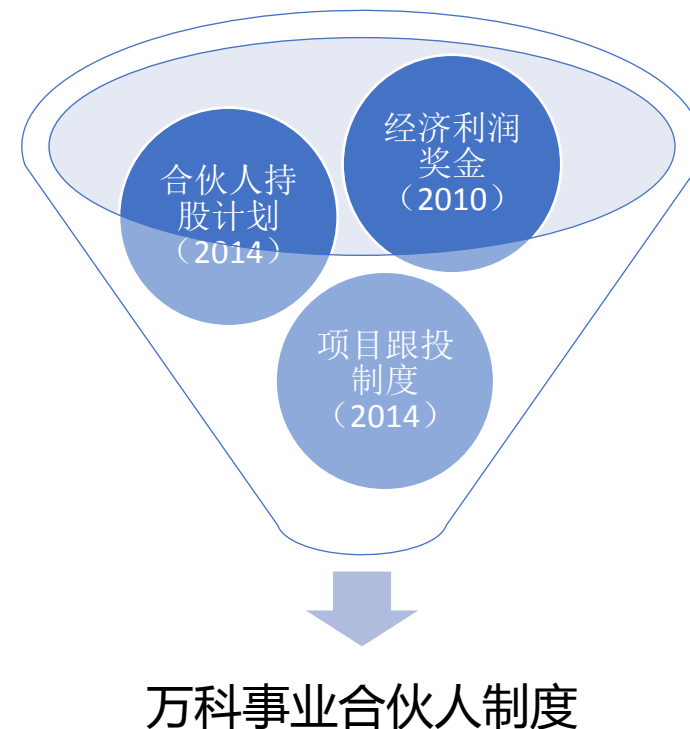 经济利润
奖金
（2010）
合伙人持
股计划
（2014）
项目跟投
制度
（2014）
万科事业合伙人制度